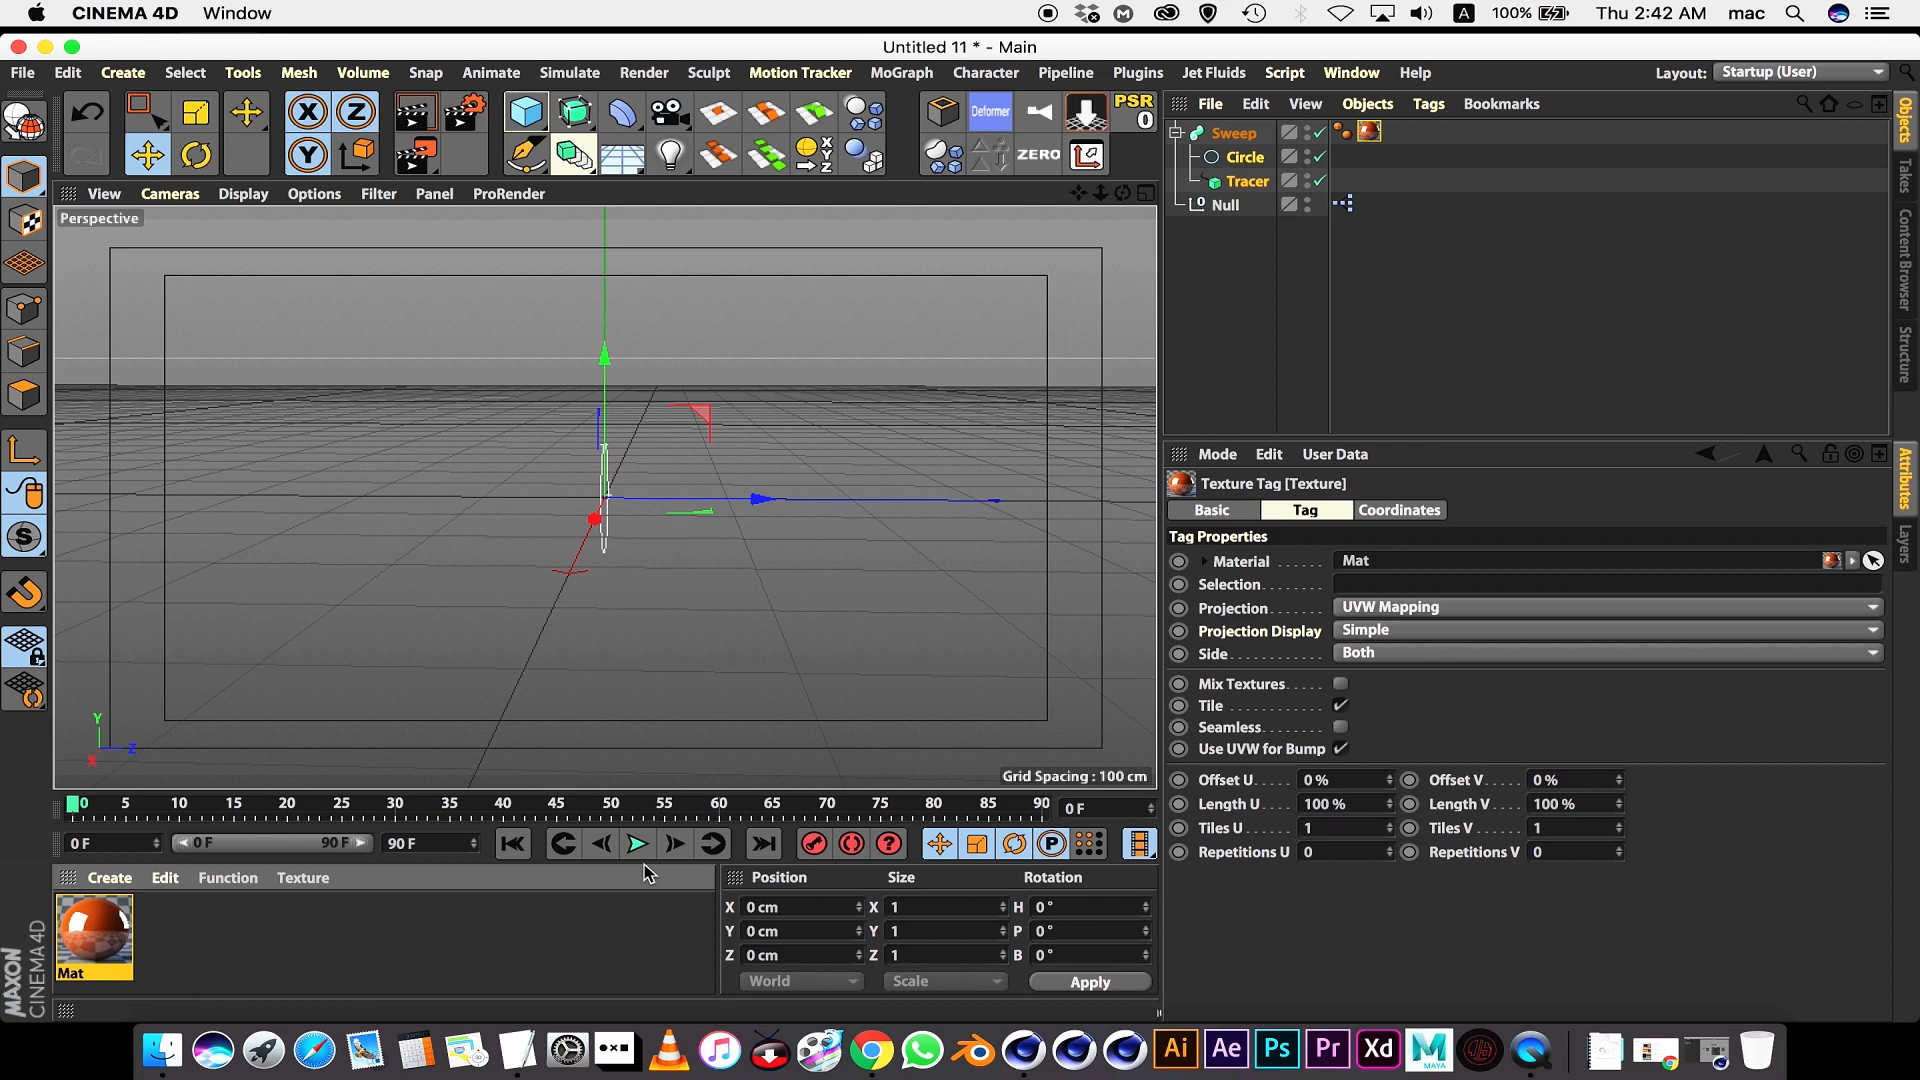 CINEMA 4D Window
A 100% Thu 2:42 AM mac
Untitled 11 * - Main
File Edit Create Select Tools Mesh Volume Snap Animate Simulate Render Sculpt Motion Tracker MoGraph Character Pipeline Plugins Jet Fluids Script Window Help
Layout: Startup (User)
X Z Deformer PSR 0
Y X Y Z ZERO
File Edit View Objects Tags Bookmarks
Sweep
Circle
Tracer
Null
Objects
Takes
Content Browser
Structure
View Cameras Display Options Filter Panel ProRender
Perspective
Y
Z
X
Grid Spacing : 100 cm
Mode Edit User Data
Texture Tag [Texture]
Basic Tag Coordinates
Tag Properties
Material Mat
Selection
Projection UVW Mapping
Projection Display Simple
Side Both
Mix Textures
Tile
Seamless
Use UVW for Bump
Offset U 0 % Offset V 0 %
Length U 100 % Length V 100 %
Tiles U 1 Tiles V 1
Repetitions U 0 Repetitions V 0
Attributes
Layers
0 5 10 15 20 25 30 35 40 45 50 55 60 65 70 75 80 85 90 0 F
0 F 0 F 90 F 90 F
Create Edit Function Texture
Mat
MAXON
CINEMA 4D
Position Size Rotation
X 0 cm X 1 H 0 °
Y 0 cm Y 1 P 0 °
Z 0 cm Z 1 B 0 °
World Scale Apply
Ai Ae Ps Pr Xd M MAYA